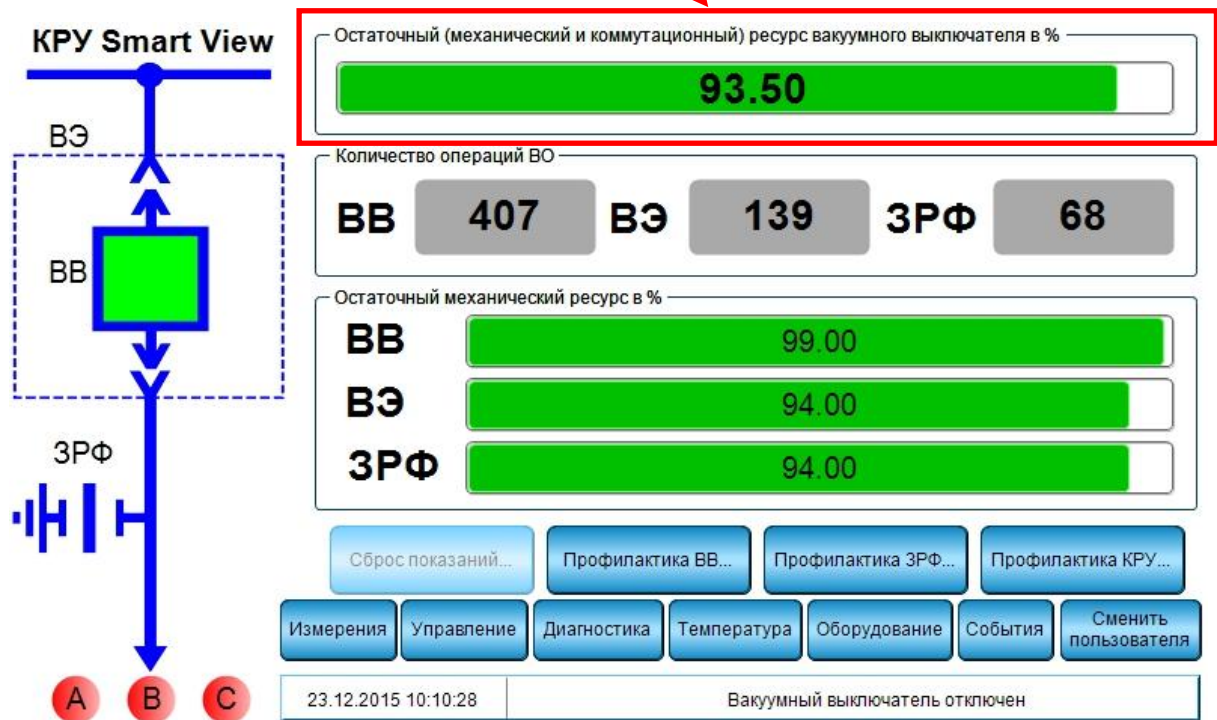 КРУ Smart View
ВЭ
ВВ
ЗРФ
A B C
Остаточный (механический и коммутационный) ресурс вакуумного выключателя в %
93.50
Количество операций ВО
ВВ 407 ВЭ 139 ЗРФ 68
Остаточный механический ресурс в %
ВВ 99.00
ВЭ 94.00
ЗРФ 94.00
Сброс показаний... Профилактика ВВ... Профилактика ЗРФ... Профилактика КРУ...
Измерения Управление Диагностика Температура Оборудование События Сменить
пользователя
23.12.2015 10:10:28 Вакуумный выключатель отключен